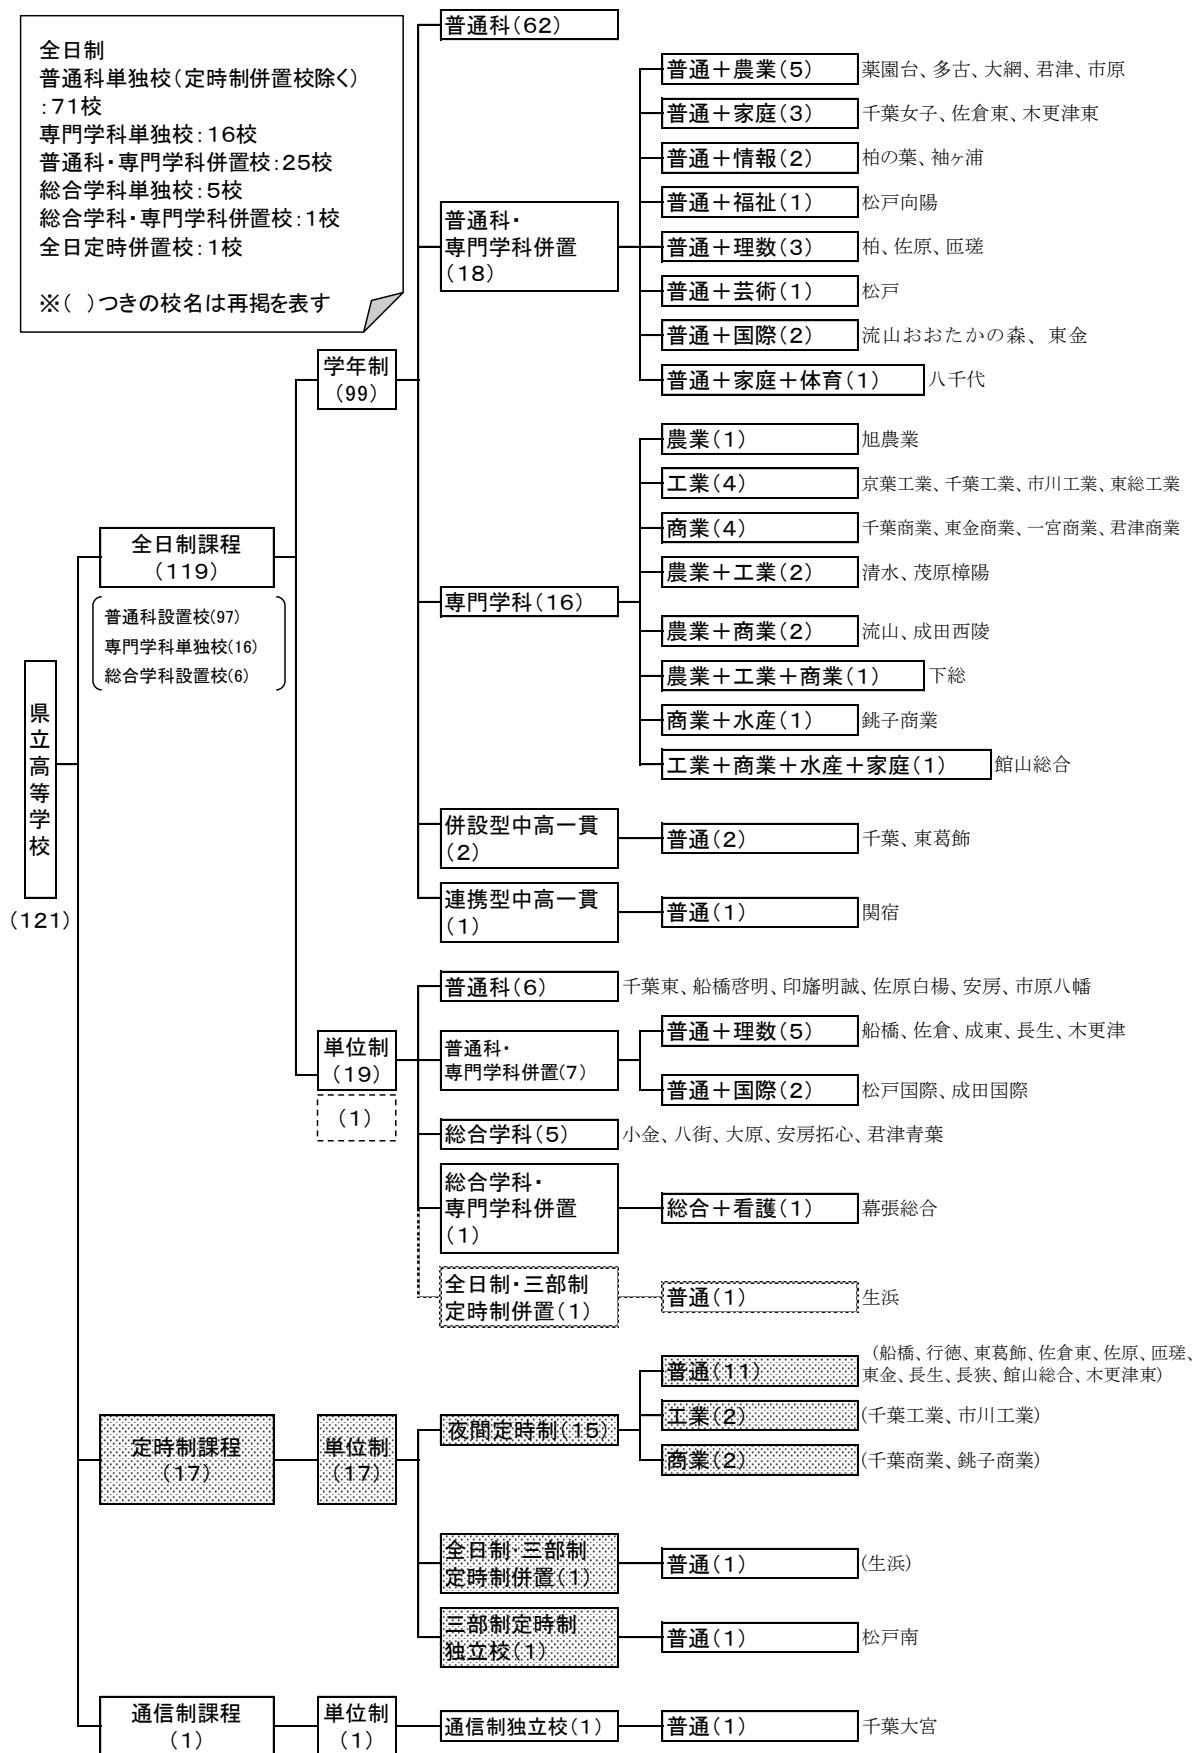 全日制
普通科単独校(定時制併置校除く)
:71校
専門学科単独校:16校
普通科・専門学科併置校:25校
総合学科単独校:5校
総合学科・専門学科併置校:1校
全日定時併置校:1校
※( )つきの校名は再掲を表す
県立高等学校
(121)
全日制課程
(119)
普通科設置校(97)
専門学科単独校(16)
総合学科設置校(6)
学年制
(99)
普通科(62)
普通科・
専門学科併置
(18)
普通+農業(5) 薬園台、多古、大網、君津、市原
普通+家庭(3) 千葉女子、佐倉東、木更津東
普通+情報(2) 柏の葉、袖ヶ浦
普通+福祉(1) 松戸向陽
普通+理数(3) 柏、佐原、匝瑳
普通+芸術(1) 松戸
普通+国際(2) 流山おおたかの森、東金
普通+家庭+体育(1) 八千代
専門学科(16)
農業(1) 旭農業
工業(4) 京葉工業、千葉工業、市川工業、東総工業
商業(4) 千葉商業、東金商業、一宮商業、君津商業
農業+工業(2) 清水、茂原樟陽
農業+商業(2) 流山、成田西陵
農業+工業+商業(1) 下総
商業+水産(1) 銚子商業
工業+商業+水産+家庭(1) 館山総合
併設型中高一貫
(2)
普通(2) 千葉、東葛飾
連携型中高一貫
(1)
普通(1) 関宿
単位制
(19)
(1)
普通科(6) 千葉東、船橋啓明、印旛明誠、佐原白楊、安房、市原八幡
普通科・
専門学科併置(7)
普通+理数(5) 船橋、佐倉、成東、長生、木更津
普通+国際(2) 松戸国際、成田国際
総合学科(5) 小金、八街、大原、安房拓心、君津青葉
総合学科・
専門学科併置
(1)
総合+看護(1) 幕張総合
全日制・三部制
定時制併置(1)
普通(1) 生浜
定時制課程
(17)
単位制
(17)
夜間定時制(15)
普通(11) (船橋、行徳、東葛飾、佐倉東、佐原、匝瑳、
東金、長生、長狭、館山総合、木更津東)
工業(2) (千葉工業、市川工業)
商業(2) (千葉商業、銚子商業)
全日制・三部制
定時制併置(1)
普通(1) (生浜)
三部制定時制
独立校(1)
普通(1) 松戸南
通信制課程
(1)
単位制
(1)
通信制独立校(1)
普通(1) 千葉大宮